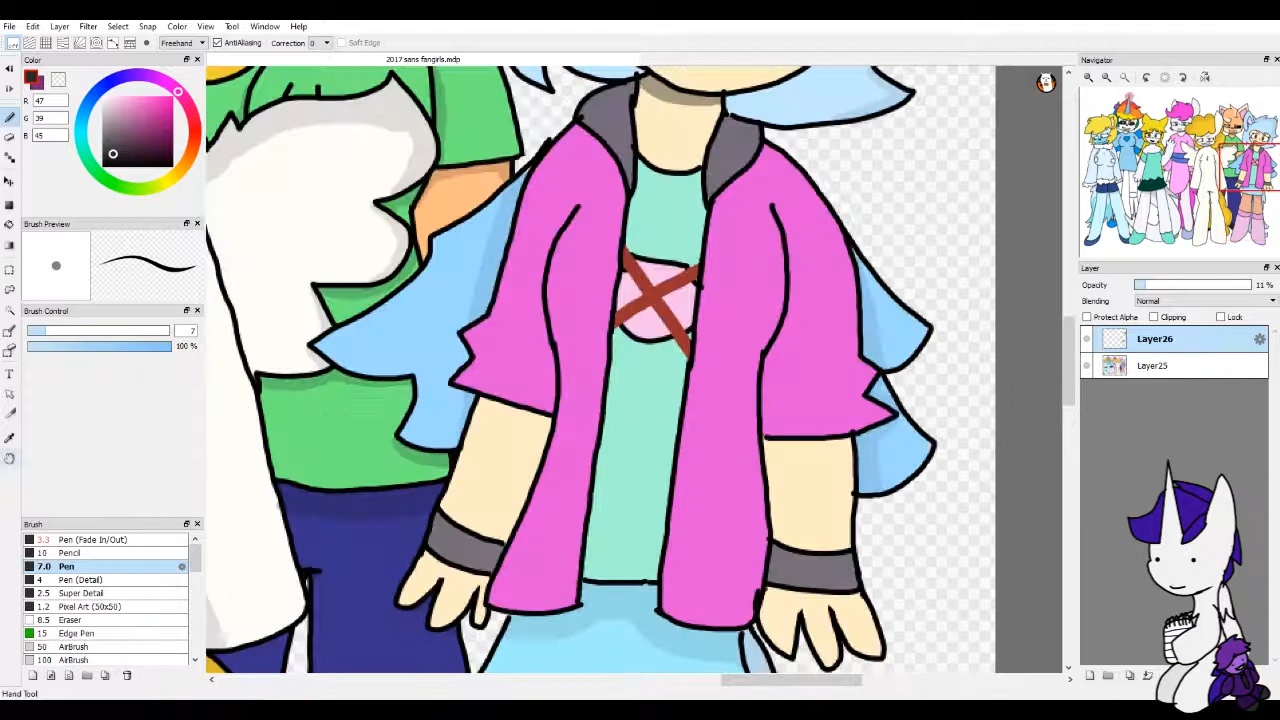 File Edit Layer Filter Select Snap Color View Tool Window Help
Freehand AntiAliasing Correction 0 Soft Edge
Color
2017 sans fangirls.mdp
Navigator
R 47
G 39
B 45
Brush Preview
Layer
Opacity 11 %
Blending Normal
Protect Alpha Clipping Lock
Brush Control
Layer26
7
100 %
Layer25
Brush
3.3 Pen (Fade In/Out)
10 Pencil
7.0 Pen
4 Pen (Detail)
2.5 Super Detail
1.2 Pixel Art (50x50)
8.5 Eraser
15 Edge Pen
50 AirBrush
100 AirBrush
Hand Tool